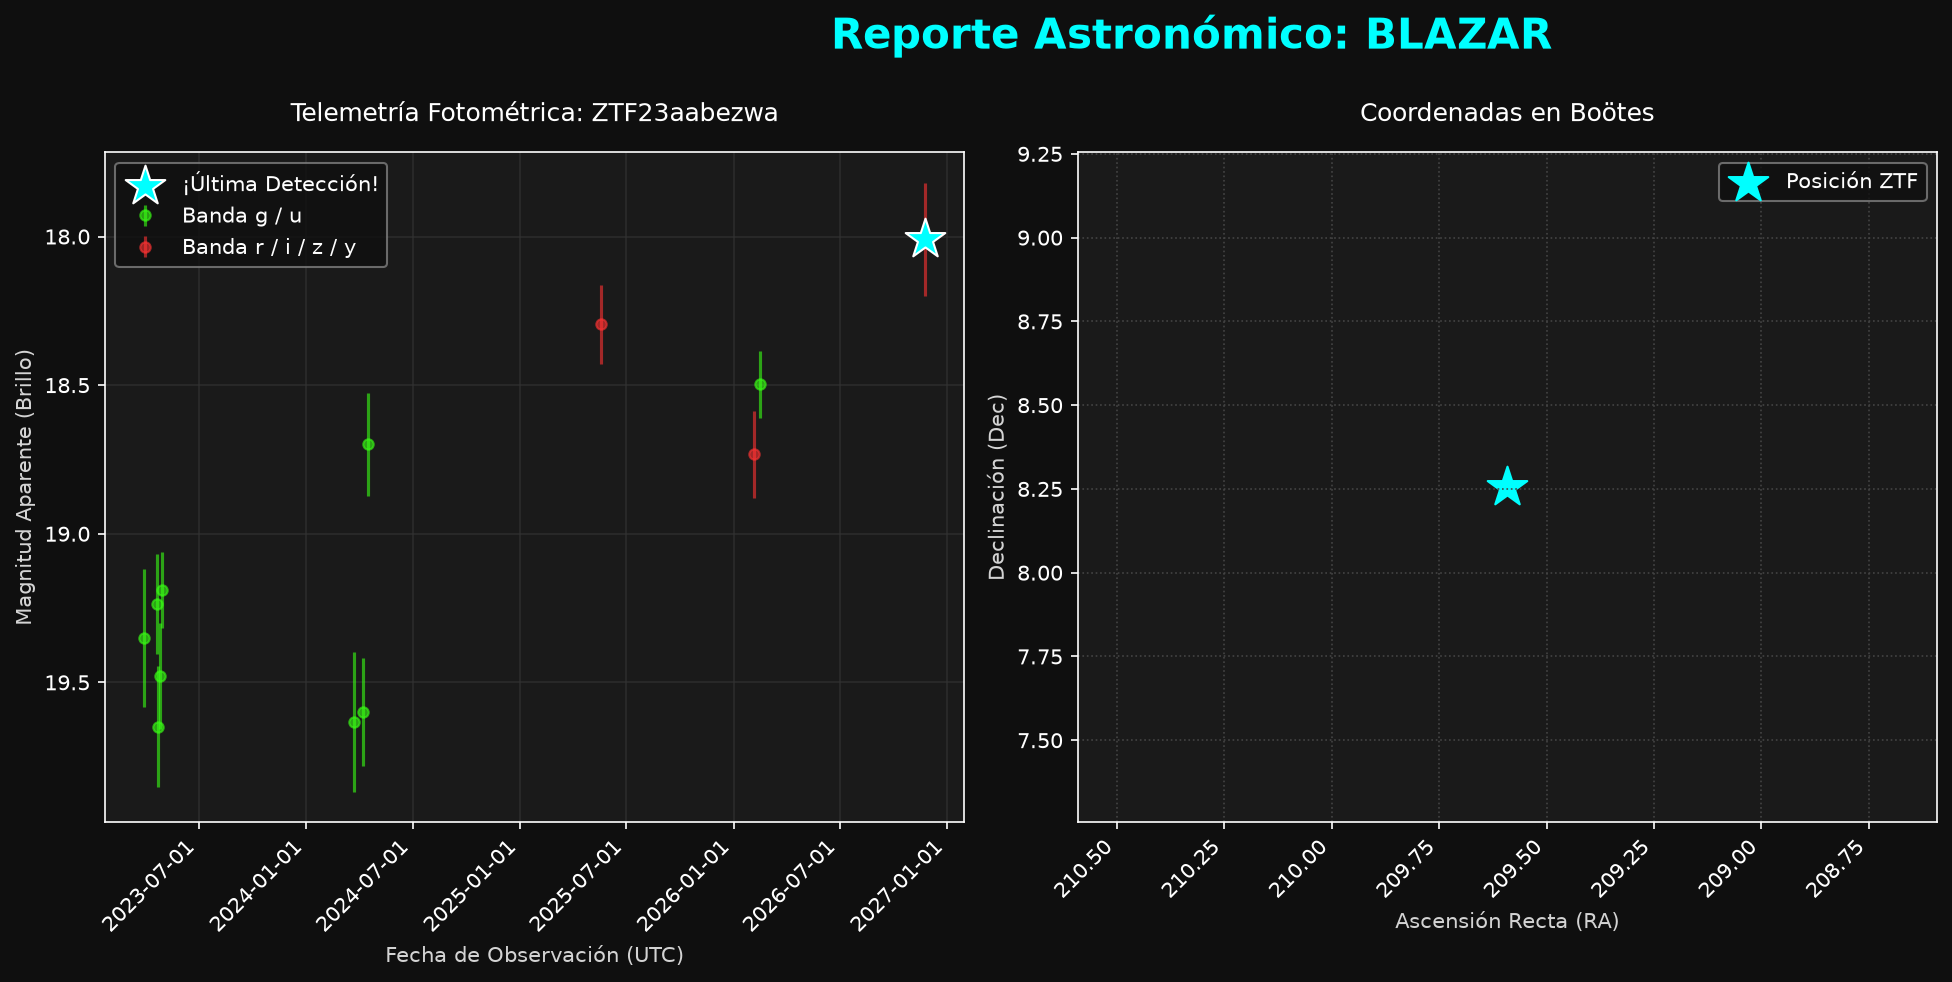 Reporte Astronómico: BLAZAR
Telemetría Fotométrica: ZTF23aabezwa
¡Última Detección!
Banda g / u
Banda r / i / z / y
Magnitud Aparente (Brillo)
18.0
18.5
19.0
19.5
2023-07-01
2024-01-01
2024-07-01
2025-01-01
2025-07-01
2026-01-01
2026-07-01
2027-01-01
Fecha de Observación (UTC)
Coordenadas en Boötes
Posición ZTF
Declinación (Dec)
9.25
9.00
8.75
8.50
8.25
8.00
7.75
7.50
210.50
210.25
210.00
209.75
209.50
209.25
209.00
208.75
Ascensión Recta (RA)